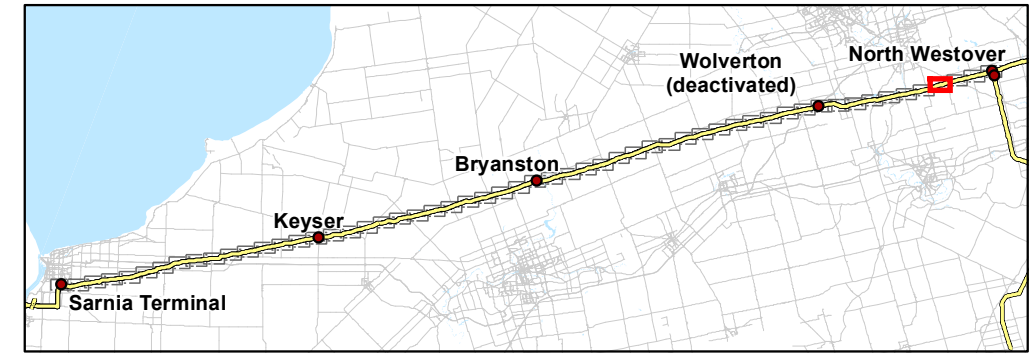 Wolverton
(deactivated)
North Westover
Bryanston
Keyser
Sarnia Terminal